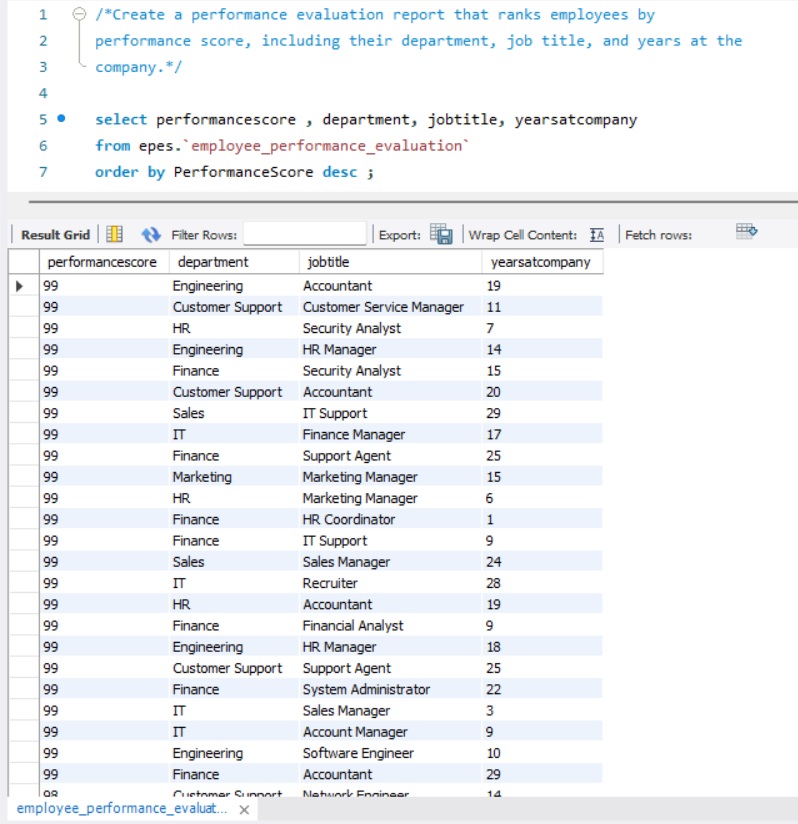 1 /*Create a performance evaluation report that ranks employees by
2 performance score, including their department, job title, and years at the
3 company.*/
4
5 select performancescore , department, jobtitle, yearsatcompany
6 from epes.`employee_performance_evaluation`
7 order by PerformanceScore desc ;
Result Grid Filter Rows: Export: Wrap Cell Content: IA Fetch rows:
performancescore department jobtitle yearsatcompany
99 Engineering Accountant 19
99 Customer Support Customer Service Manager 11
99 HR Security Analyst 7
99 Engineering HR Manager 14
99 Finance Security Analyst 15
99 Customer Support Accountant 20
99 Sales IT Support 29
99 IT Finance Manager 17
99 Finance Support Agent 25
99 Marketing Marketing Manager 15
99 HR Marketing Manager 6
99 Finance HR Coordinator 1
99 Finance IT Support 9
99 Sales Sales Manager 24
99 IT Recruiter 28
99 HR Accountant 19
99 Finance Financial Analyst 9
99 Engineering HR Manager 18
99 Customer Support Support Agent 25
99 Finance System Administrator 22
99 IT Sales Manager 3
99 IT Account Manager 9
99 Engineering Software Engineer 10
99 Finance Accountant 29
98 Customer Support Network Engineer 14
employee_performance_evaluat...